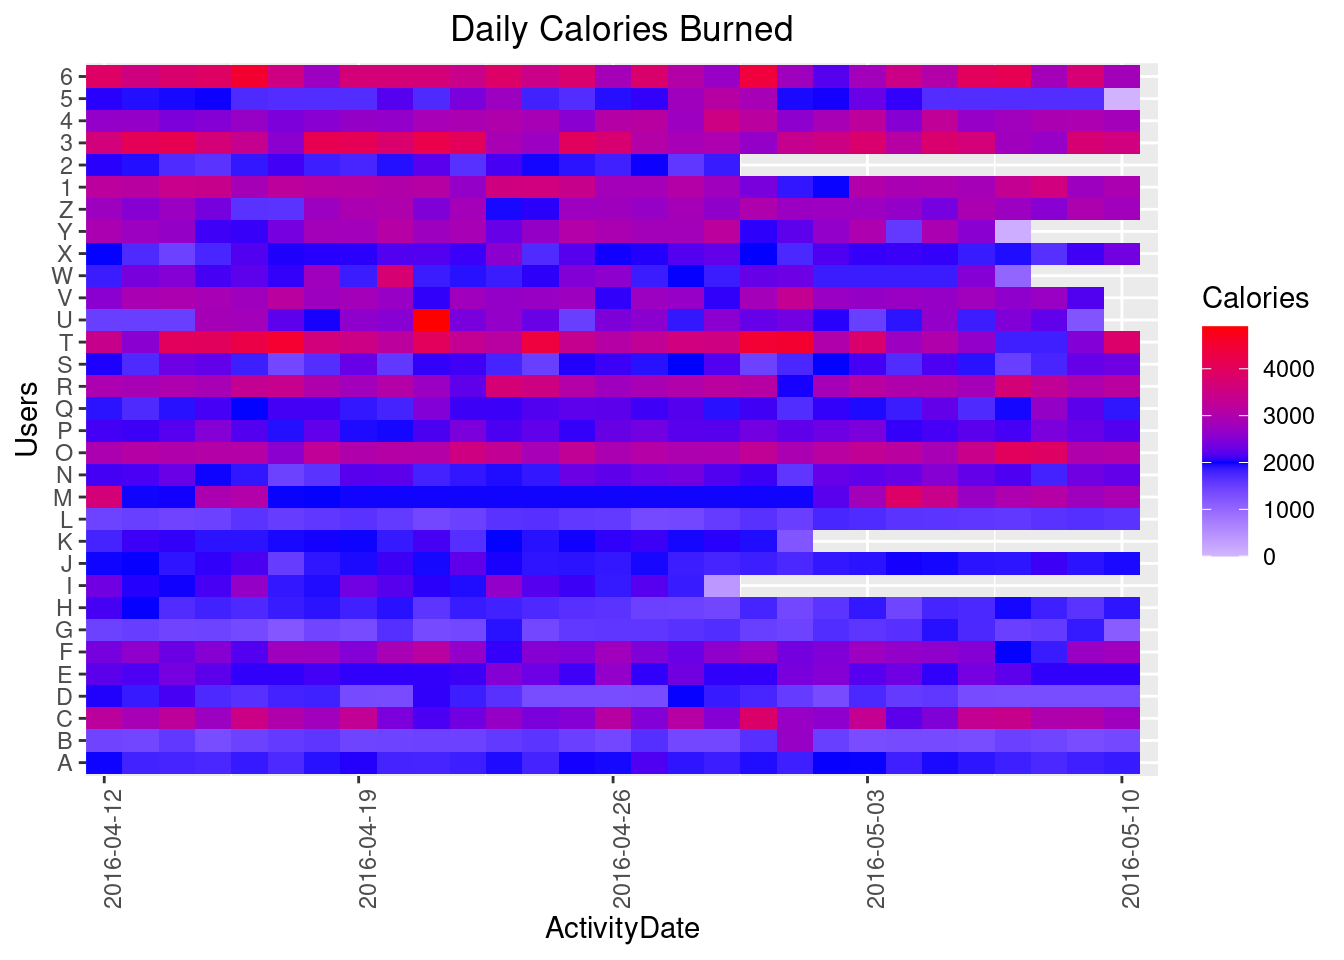 Daily Calories Burned
Users
6
5
4
3
2
1
Z
Y
X
W
V
U
T
S
R
Q
P
O
N
M
L
K
J
I
H
G
F
E
D
C
B
A
2016-04-12
2016-04-19
2016-04-26
2016-05-03
2016-05-10
ActivityDate
Calories
4000
3000
2000
1000
0